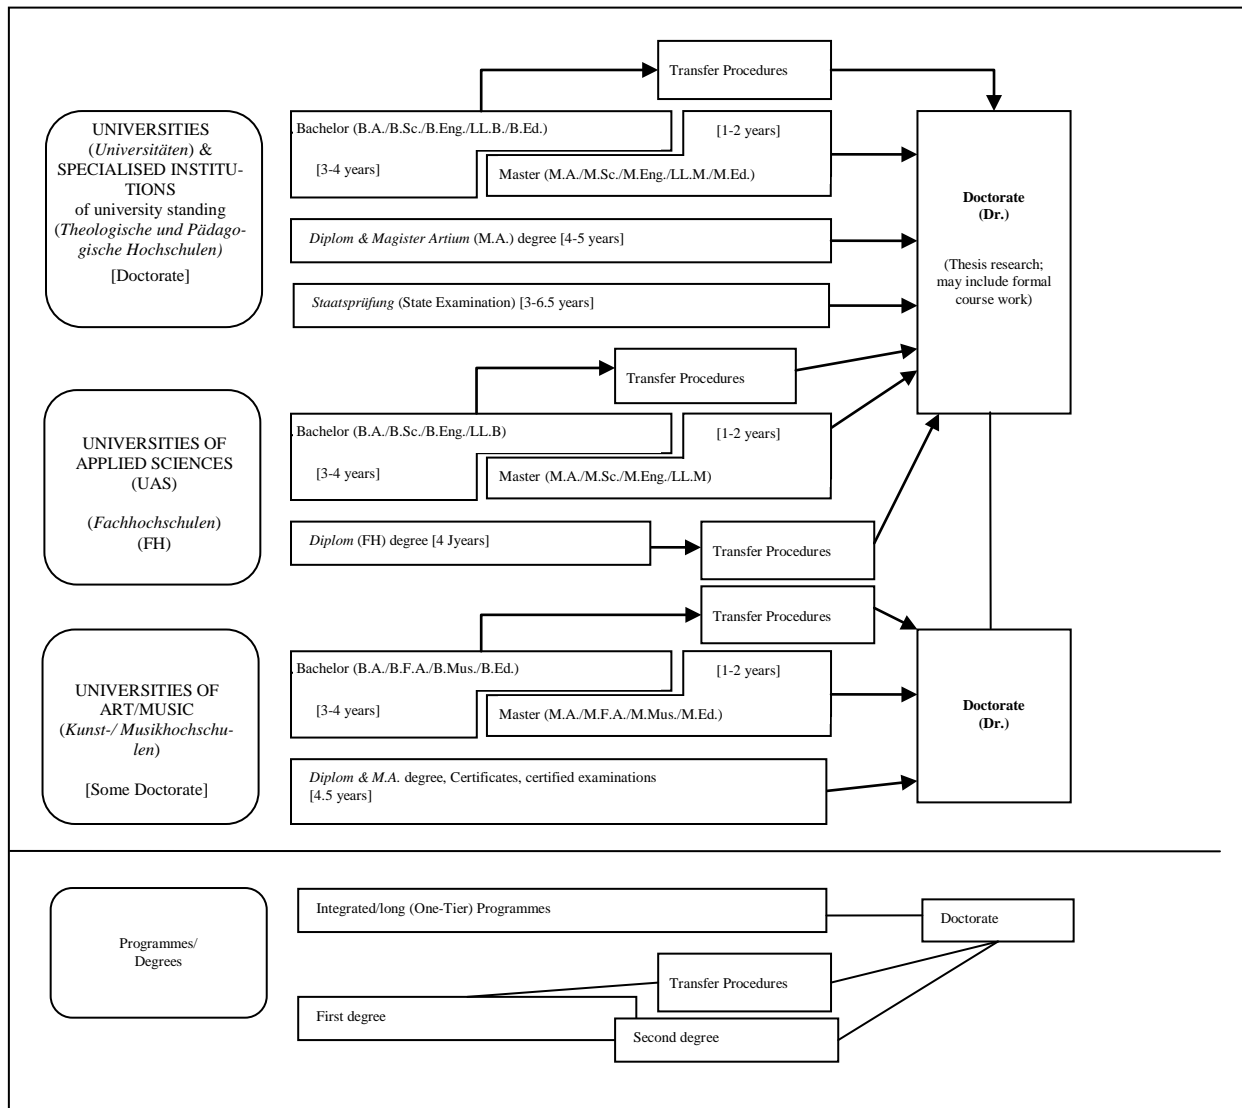 Transfer Procedures
UNIVERSITIES
(Universitäten) &
SPECIALISED INSTITU-
TIONS
of university standing
(Theologische und Pädago-
gische Hochschulen)
[Doctorate]
Bachelor (B.A./B.Sc./B.Eng./LL.B./B.Ed.)
[1-2 years]
[3-4 years]
Master (M.A./M.Sc./M.Eng./LL.M./M.Ed.)
Diplom & Magister Artium (M.A.) degree [4-5 years]
Staatsprüfung (State Examination) [3-6.5 years]
Doctorate
(Dr.)
(Thesis research;
may include formal
course work)
Transfer Procedures
UNIVERSITIES OF
APPLIED SCIENCES
(UAS)
(Fachhochschulen)
(FH)
Bachelor (B.A./B.Sc./B.Eng./LL.B)
[1-2 years]
[3-4 years]
Master (M.A./M.Sc./M.Eng./LL.M)
Diplom (FH) degree [4 Jyears]
Transfer Procedures
Transfer Procedures
UNIVERSITIES OF
ART/MUSIC
(Kunst-/ Musikhochschu-
len)
[Some Doctorate]
Bachelor (B.A./B.F.A./B.Mus./B.Ed.)
[1-2 years]
[3-4 years]
Master (M.A./M.F.A./M.Mus./M.Ed.)
Diplom & M.A. degree, Certificates, certified examinations
[4.5 years]
Doctorate
(Dr.)
Programmes/
Degrees
Integrated/long (One-Tier) Programmes
Doctorate
Transfer Procedures
First degree
Second degree